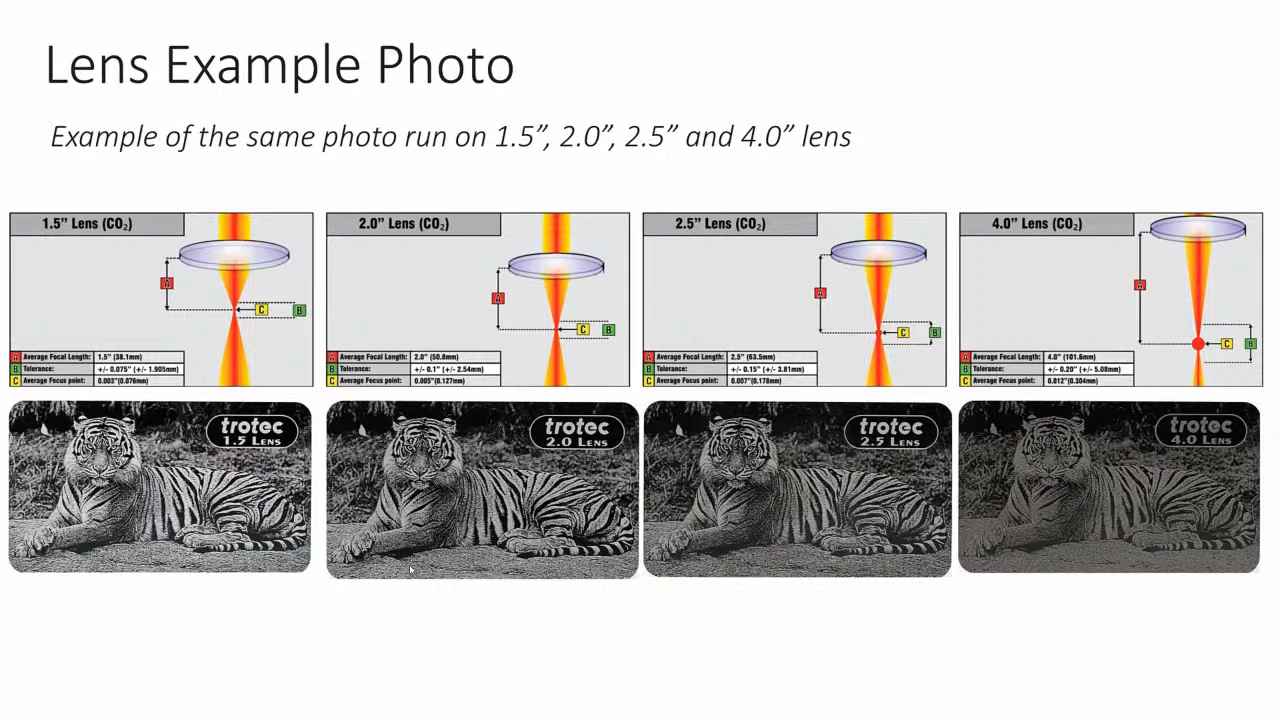 Lens Example Photo
Example of the same photo run on 1.5”, 2.0”, 2.5” and 4.0” lens
1.5” Lens (CO₂)
A
C
B
A Average Focal Length: 1.5” (38.1mm)
B Tolerance: +/- 0.075” (+/- 1.905mm)
C Average Focus point: 0.003”(0.076mm)
2.0” Lens (CO₂)
A
C
B
A Average Focal Length: 2.0” (50.8mm)
B Tolerance: +/- 0.1” (+/- 2.54mm)
C Average Focus point: 0.005”(0.127mm)
2.5” Lens (CO₂)
A
C
B
A Average Focal Length: 2.5” (63.5mm)
B Tolerance: +/- 0.15” (+/- 3.81mm)
C Average Focus point: 0.007”(0.178mm)
4.0” Lens (CO₂)
A
C
B
A Average Focal Length: 4.0” (101.6mm)
B Tolerance: +/- 0.20” (+/- 5.08mm)
C Average Focus point: 0.012”(0.304mm)
trotec
1.5 Lens
trotec
2.0 Lens
trotec
2.5 Lens
trotec
4.0 Lens